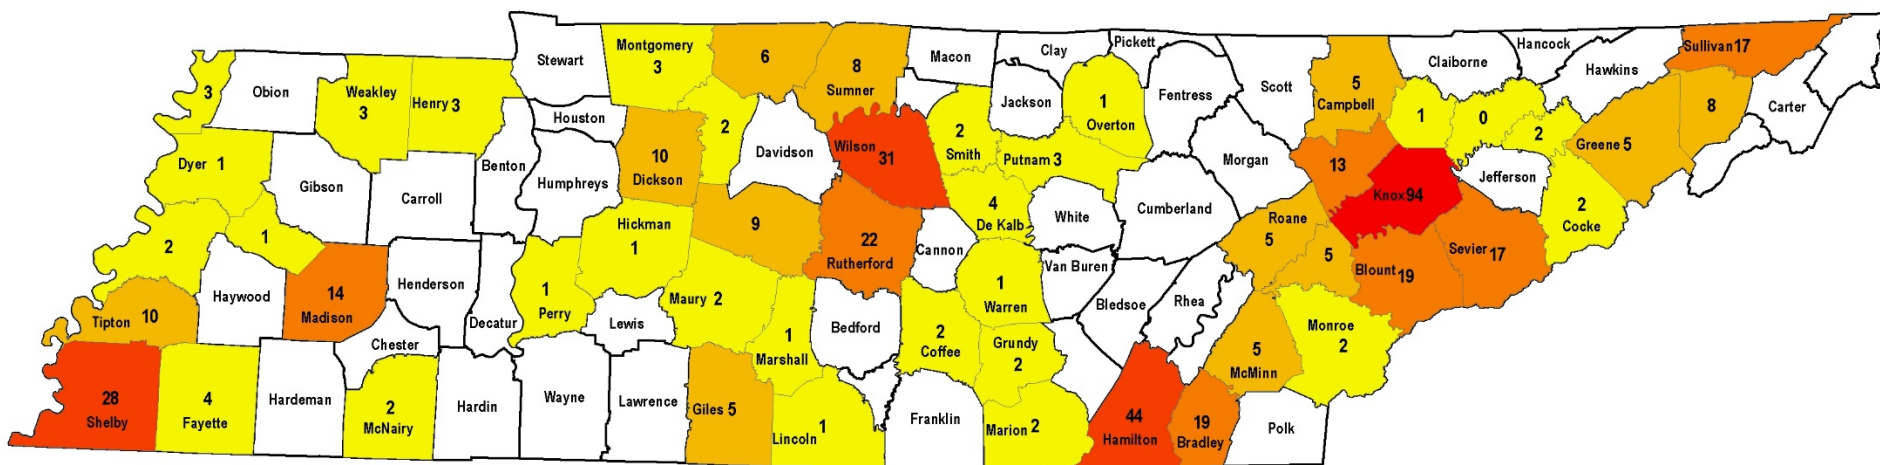 3
Obion
Weakley
3
Henry 3
Stewart
Montgomery
3
6
8
Sumner
Macon
Clay
Pickett
Overton
1
Fentress
Scott
5
Campbell
Claiborne
Hancock
Hawkins
Sullivan 17
Dyer 1
Gibson
Carroll
Benton
Houston
Humphreys
10
Dickson
2
Davidson
Wilson 31
2
Smith
Jackson
Putnam 3
Morgan
13
1
0
2
Greene 5
8
Carter
2
1
14
Madison
Henderson
Decatur
1
Perry
Hickman
1
9
22
Rutherford
Cannon
4
De Kalb
White
Cumberland
Roane
5
5
Knox 94
Jefferson
Sevier 17
2
Cocke
Tipton 10
Haywood
Chester
Lewis
Maury 2
1
Marshall
Bedford
2
Coffee
1
Warren
Van Buren
Bledsoe
Rhea
Blount 19
Monroe
2
28
Shelby
4
Fayette
Hardeman
2
McNairy
Hardin
Wayne
Lawrence
Giles 5
Lincoln 1
Franklin
Grundy
2
Marion 2
44
Hamilton
19
Bradley
5
McMinn
Polk